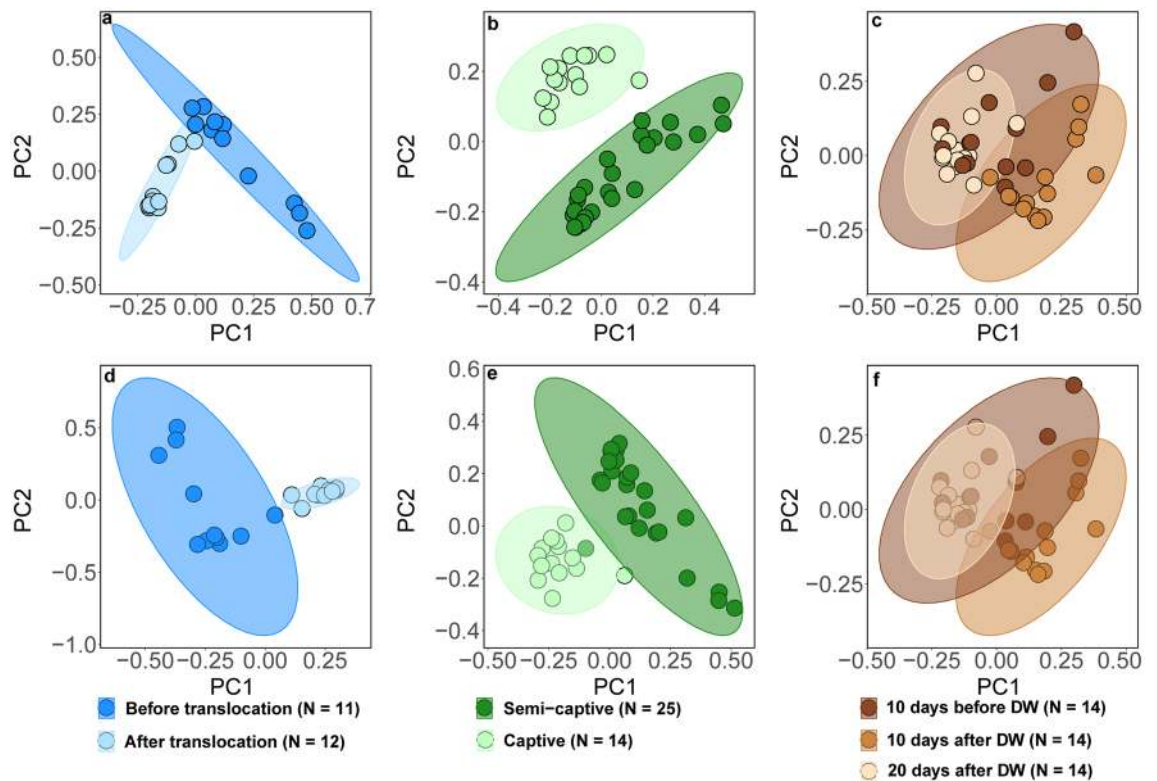 a
b
c
0.50
0.25
0.00
−0.25
−0.50
PC2
−0.25 0.00 0.25 0.50 0.7
PC1
0.2
0.0
−0.2
−0.4
PC2
−0.4 −0.2 0.0 0.2 0.4
PC1
0.25
0.00
−0.25
PC2
−0.50 −0.25 0.00 0.25 0.50
PC1
d
e
f
0.5
0.0
−0.5
−1.0
PC2
−0.50 −0.25 0.00 0.25
PC1
0.6
0.4
0.2
0.0
−0.2
−0.4
PC2
−0.50 −0.25 0.00 0.25 0.50
PC1
0.25
0.00
−0.25
PC2
−0.50 −0.25 0.00 0.25 0.50
PC1
Before translocation (N = 11)
After translocation (N = 12)
Semi−captive (N = 25)
Captive (N = 14)
10 days before DW (N = 14)
10 days after DW (N = 14)
20 days after DW (N = 14)